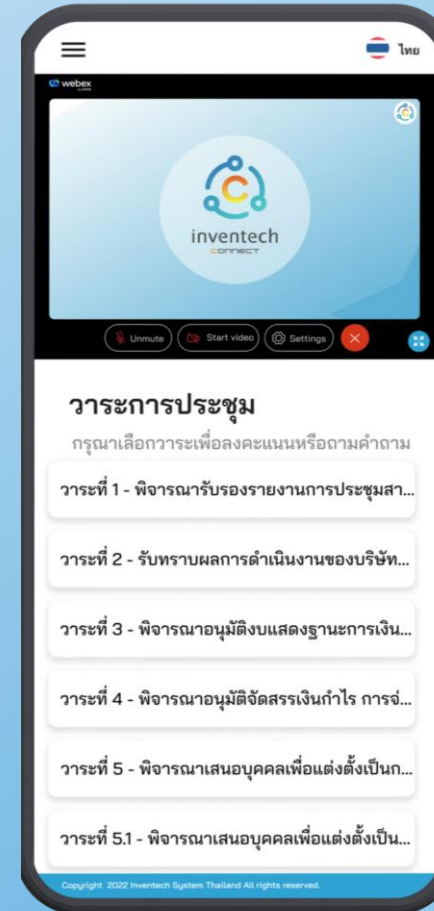 ไทย
webex
inventech
CONNECT
Unmute
Start video
Settings
วาระการประชุม
กรุณาเลือกวาระเพื่อลงคะแนนหรือถามคำถาม
วาระที่ 1 - พิจารณารับรองรายงานการประชุมสา...
วาระที่ 2 - รับทราบผลการดำเนินงานของบริษัท...
วาระที่ 3 - พิจารณาอนุมัติงบแสดงฐานะการเงิน...
วาระที่ 4 - พิจารณาอนุมัติจัดสรรเงินกำไร การจ่...
วาระที่ 5 - พิจารณาเสนอบุคคลเพื่อแต่งตั้งเป็นก...
วาระที่ 5.1 - พิจารณาเสนอบุคคลเพื่อแต่งตั้งเป็น...
Copyright 2022 Inventech System Thailand All rights reserved.